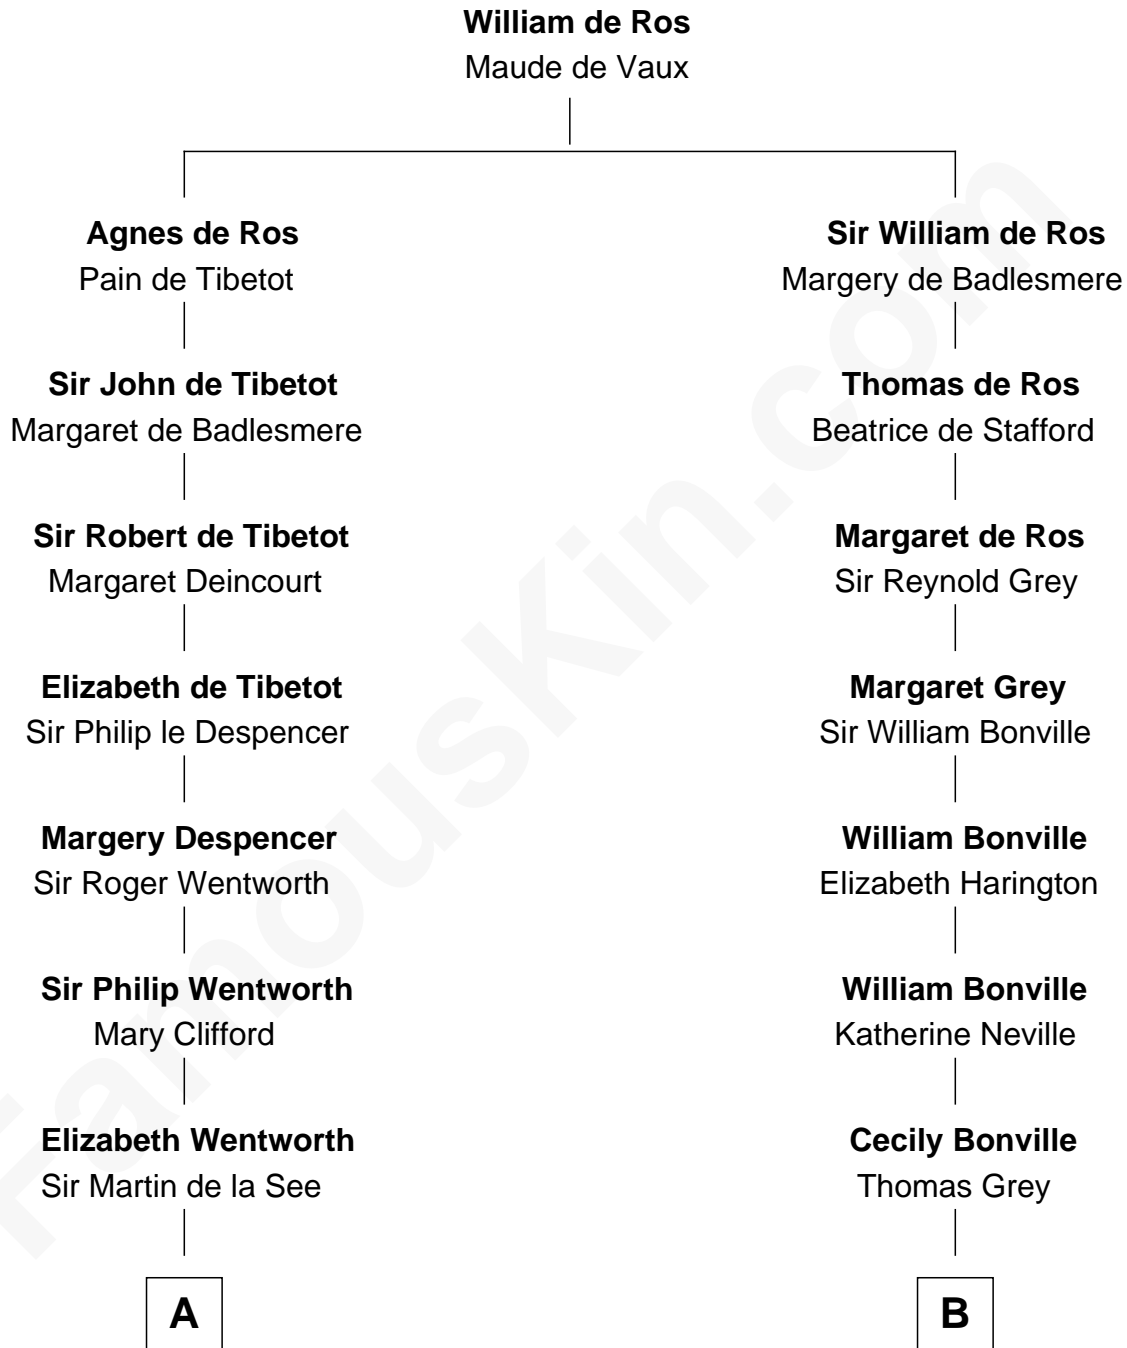 William de Ros
Maude de Vaux
Agnes de Ros
Pain de Tibetot
Sir William de Ros
Margery de Badlesmere
Sir John de Tibetot
Margaret de Badlesmere
Thomas de Ros
Beatrice de Stafford
Sir Robert de Tibetot
Margaret Deincourt
Margaret de Ros
Sir Reynold Grey
Elizabeth de Tibetot
Sir Philip le Despencer
Margaret Grey
Sir William Bonville
Margery Despencer
Sir Roger Wentworth
William Bonville
Elizabeth Harington
Sir Philip Wentworth
Mary Clifford
William Bonville
Katherine Neville
Elizabeth Wentworth
Sir Martin de la See
Cecily Bonville
Thomas Grey
A
B
FamousKin.com